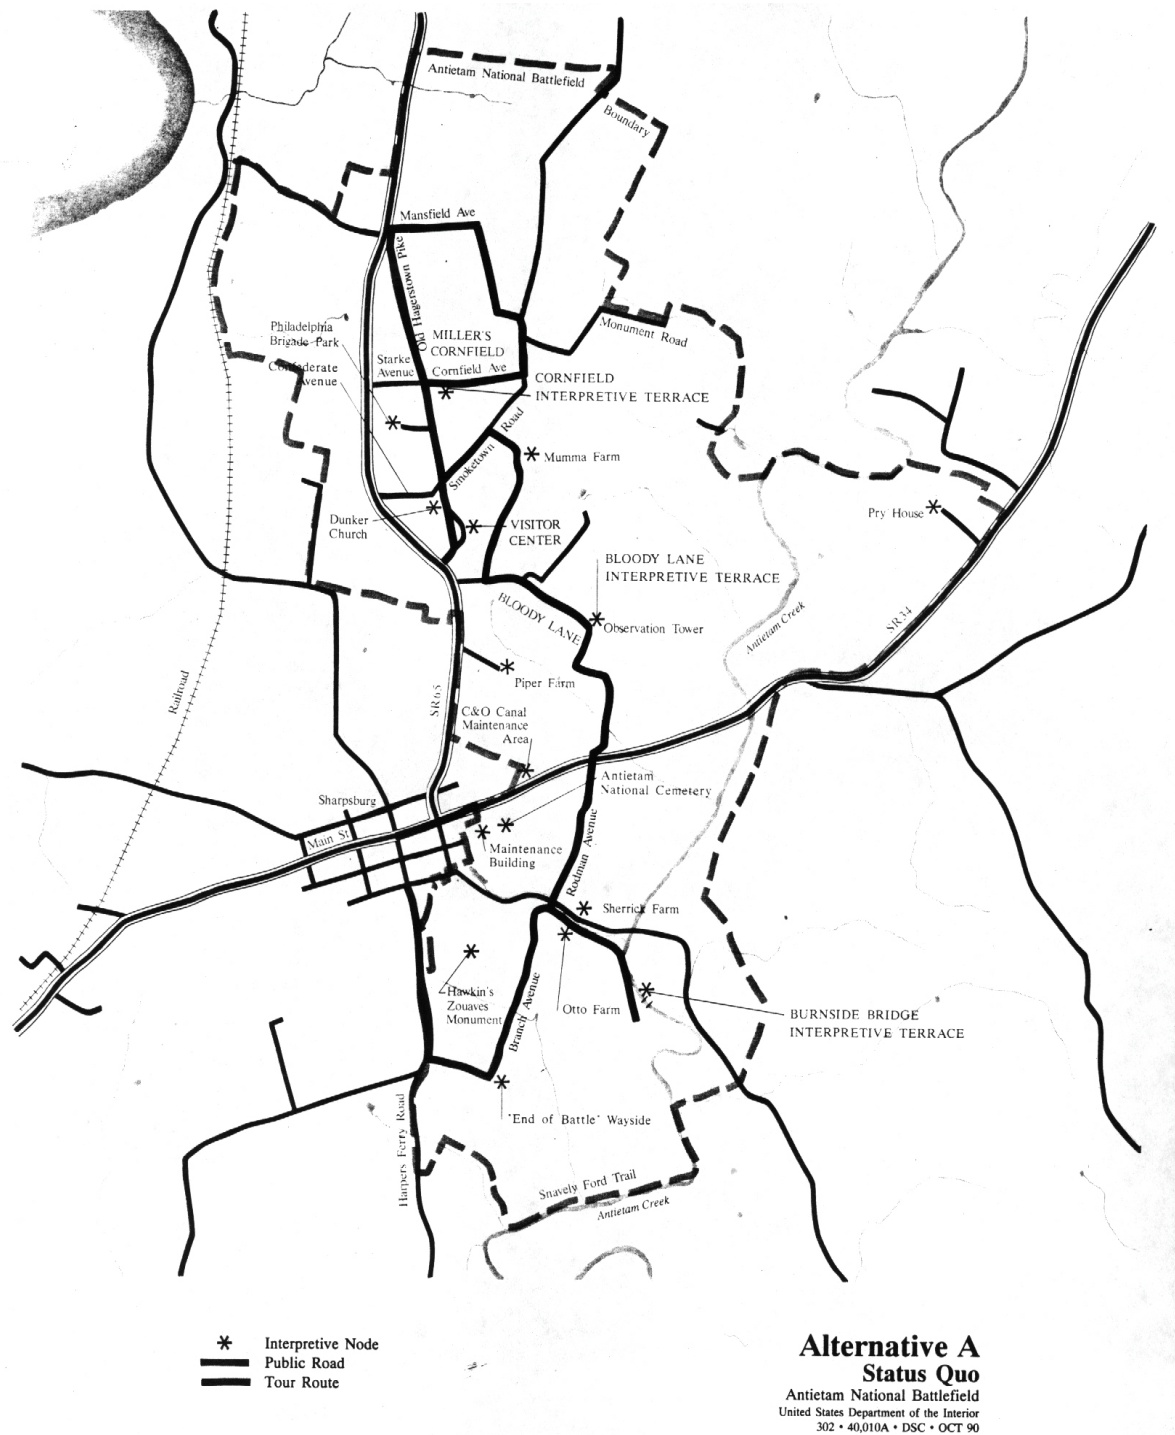 Antietam National Battlefield
Boundary
Mansfield Ave
Old Hagerstown Pike
Philadelphia
Brigade Park
MILLER'S
CORNFIELD
Monument Road
Starke
Avenue
Cornfield Ave
Confederate
Avenue
CORNFIELD
INTERPRETIVE TERRACE
Smoketown Road
Mumma Farm
Pry House
Dunker
Church
VISITOR
CENTER
BLOODY LANE
INTERPRETIVE TERRACE
BLOODY LANE
Observation Tower
Antietam Creek
SR34
Railroad
Piper Farm
SR65
C&O Canal
Maintenance
Area
Antietam
National Cemetery
Sharpsburg
Main St
Maintenance
Building
Rodman Avenue
Sherrick Farm
Hawkin's
Zouaves
Monument
Branch Avenue
Otto Farm
BURNSIDE BRIDGE
INTERPRETIVE TERRACE
'End of Battle' Wayside
Harpers Ferry Road
Snavely Ford Trail
Antietam Creek
Interpretive Node
Public Road
Tour Route
Alternative A
Status Quo
Antietam National Battlefield
United States Department of the Interior
302 • 40,010A • DSC • OCT 90